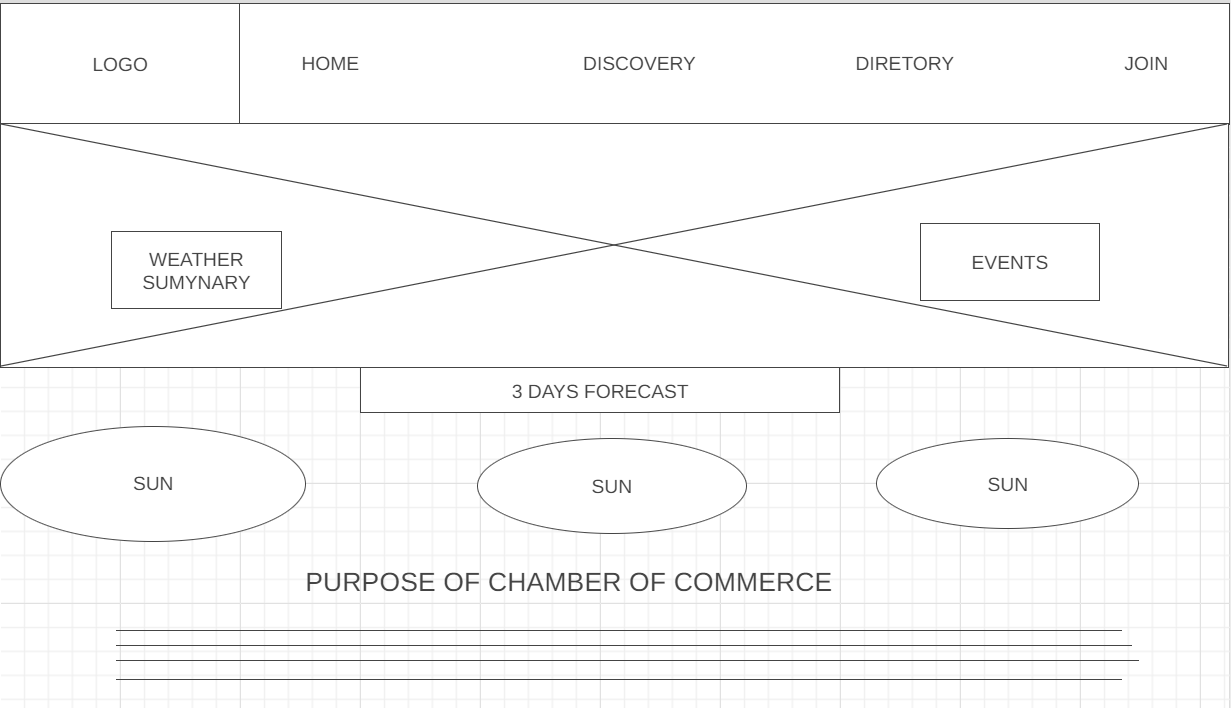 LOGO
HOME
DISCOVERY
DIRETORY
JOIN
WEATHER
SUMYNARY
EVENTS
3 DAYS FORECAST
SUN
SUN
SUN
PURPOSE OF CHAMBER OF COMMERCE